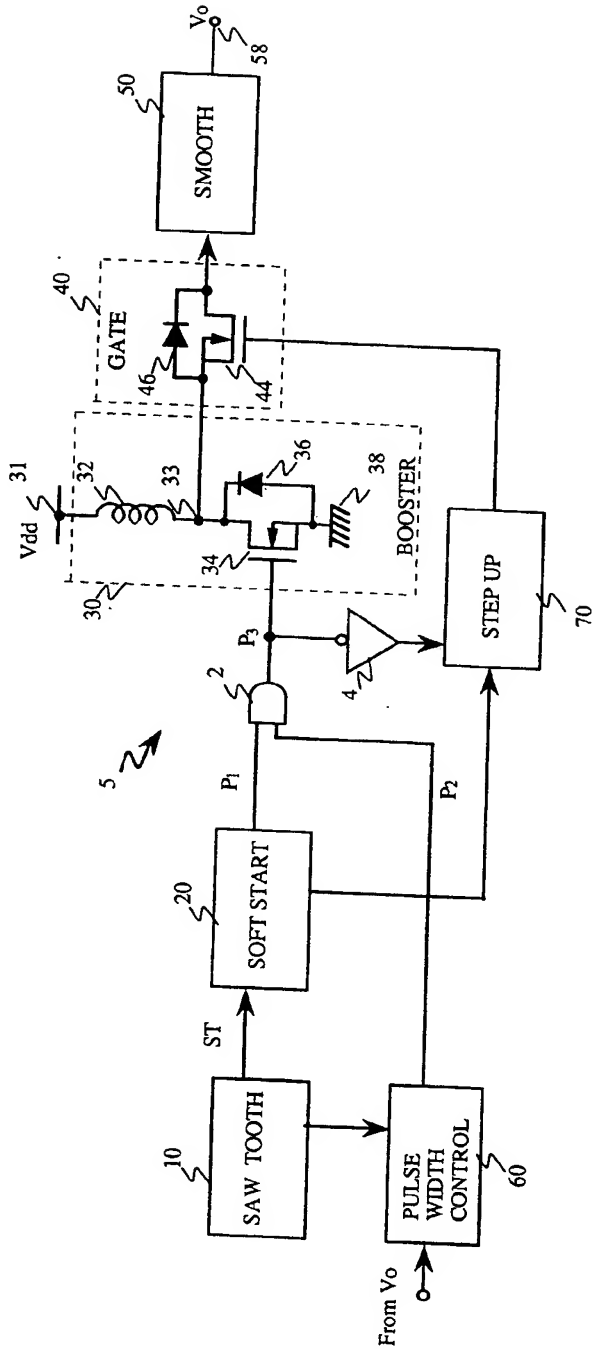 5
10
SAW TOOTH
ST
20
SOFT START
P1
2
P3
4
P2
From Vo
PULSE
WIDTH
CONTROL
60
Vdd
31
32
33
34
36
38
30
BOOSTER
40
GATE
46
44
50
SMOOTH
Vo
58
STEP UP
70